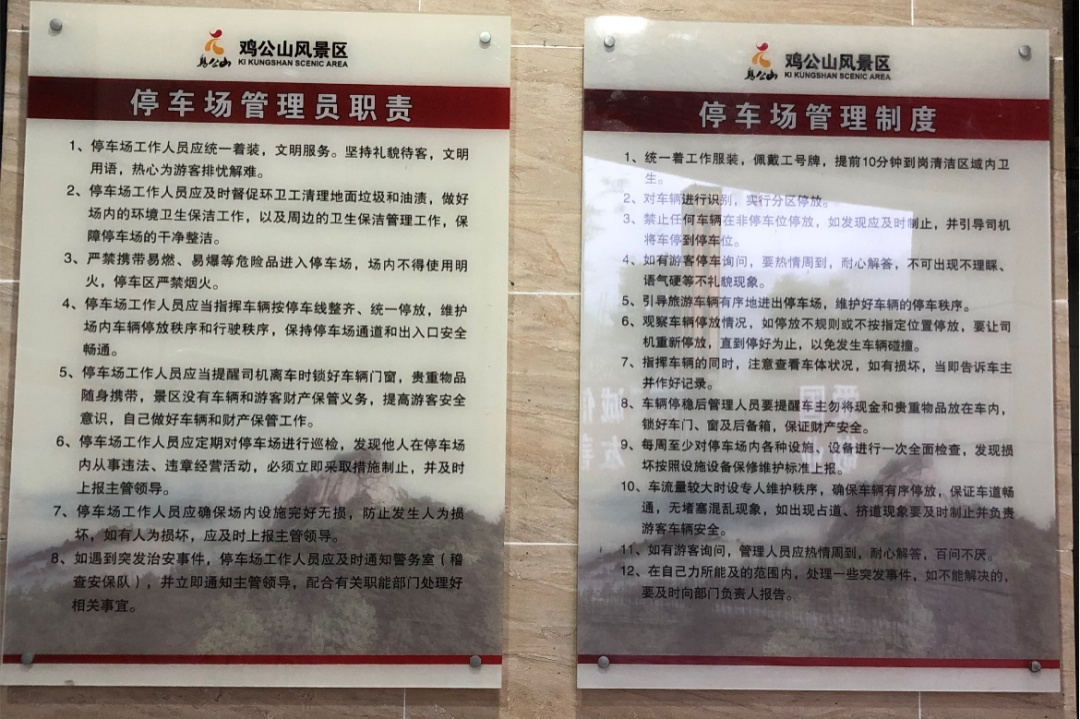 鸡公山
鸡公山风景区
KI KUNGSHAN SCENIC AREA
停车场管理员职责
1、停车场工作人员应统一着装，文明服务。坚持礼貌待客，文明
用语，热心为游客排忧解难。
2、停车场工作人员应及时督促环卫工清理地面垃圾和油渍，做好
场内的环境卫生保洁工作，以及周边的卫生保洁管理工作，保
障停车场的干净整洁。
3、严禁携带易燃、易爆等危险品进入停车场，场内不得使用明
火，停车区严禁烟火。
4、停车场工作人员应当指挥车辆按停车线整齐、统一停放，维护
场内车辆停放秩序和行驶秩序，保持停车场通道和出入口安全
畅通。
5、停车场工作人员应当提醒司机离车时锁好车辆门窗，贵重物品
随身携带，景区没有车辆和游客财产保管义务，提高游客安全
意识，自己做好车辆和财产保管工作。
6、停车场工作人员应定期对停车场进行巡检，发现他人在停车场
内从事违法、违章经营活动，必须立即采取措施制止，并及时
上报主管领导。
7、停车场工作人员应确保场内设施完好无损，防止发生人为损
坏，如有人为损坏，应及时上报主管领导。
8、如遇到突发治安事件，停车场工作人员应及时通知警务室（稽
查安保队），并立即通知主管领导，配合有关职能部门处理好
相关事宜。
鸡公山
鸡公山风景区
KI KUNGSHAN SCENIC AREA
停车场管理制度
1、统一着工作服装，佩戴工号牌，提前10分钟到岗清洁区域内卫
生。
2、对车辆进行识别，实行分区停放。
3、禁止任何车辆在非停车位停放，如发现应及时制止，并引导司机
将车停到停车位。
4、如有游客停车询问，要热情周到，耐心解答，不可出现不理睬、
语气硬等不礼貌现象。
5、引导旅游车辆有序地进出停车场，维护好车辆的停车秩序。
6、观察车辆停放情况，如停放不规则或不按指定位置停放，要让司
机重新停放，直到停好为止，以免发生车辆碰撞。
7、指挥车辆的同时，注意查看车体状况，如有损坏，当即告诉车主
并作好记录。
8、车辆停稳后管理人员要提醒车主勿将现金和贵重物品放在车内，
锁好车门、窗及后备箱，保证财产安全。
9、每周至少对停车场内各种设施、设备进行一次全面检查，发现损
坏按照设施设备保修维护标准上报。
10、车流量较大时设专人维护秩序，确保车辆有序停放，保证车道畅
通，无堵塞混乱现象，如出现占道、挤道现象要及时制止并负责
游客车辆安全。
11、如有游客询问，管理人员应热情周到，耐心解答，百问不厌。
12、在自己力所能及的范围内，处理一些突发事件，如不能解决的，
要及时向部门负责人报告。